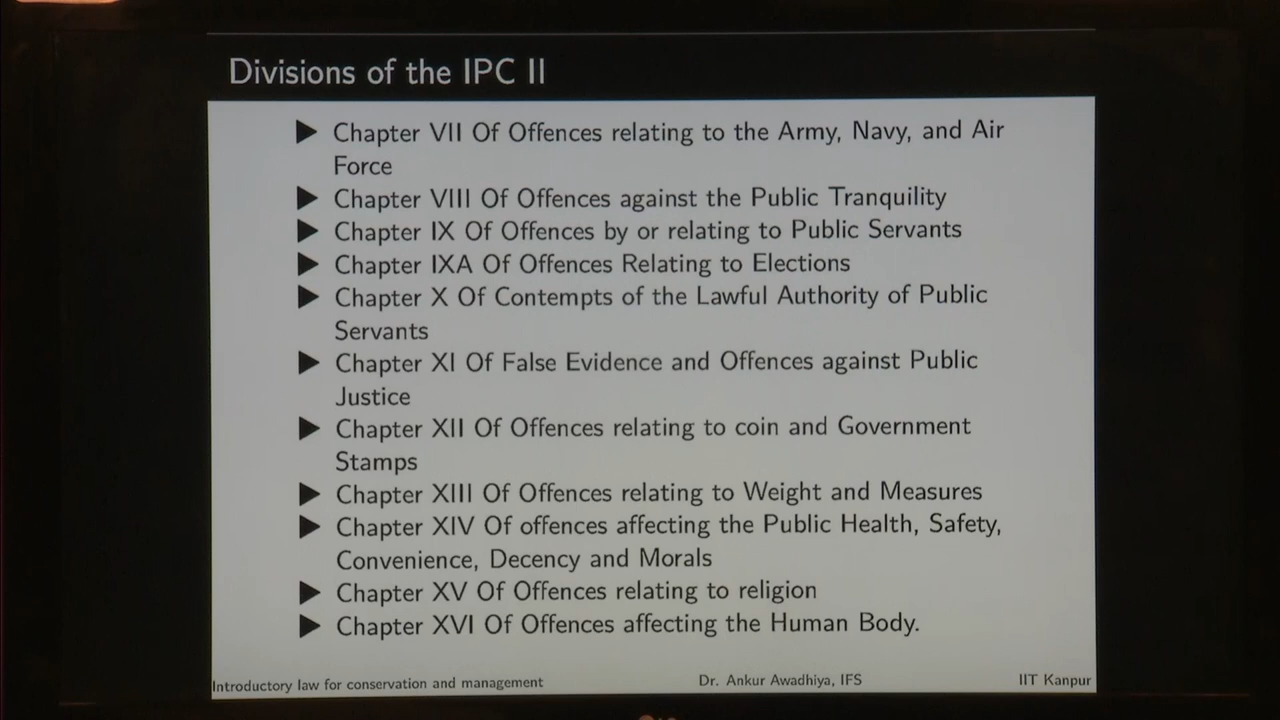 Divisions of the IPC II
▶ Chapter VII Of Offences relating to the Army, Navy, and Air
Force
▶ Chapter VIII Of Offences against the Public Tranquility
▶ Chapter IX Of Offences by or relating to Public Servants
▶ Chapter IXA Of Offences Relating to Elections
▶ Chapter X Of Contempts of the Lawful Authority of Public
Servants
▶ Chapter XI Of False Evidence and Offences against Public
Justice
▶ Chapter XII Of Offences relating to coin and Government
Stamps
▶ Chapter XIII Of Offences relating to Weight and Measures
▶ Chapter XIV Of offences affecting the Public Health, Safety,
Convenience, Decency and Morals
▶ Chapter XV Of Offences relating to religion
▶ Chapter XVI Of Offences affecting the Human Body.
Introductory law for conservation and management Dr. Ankur Awadhiya, IFS IIT Kanpur